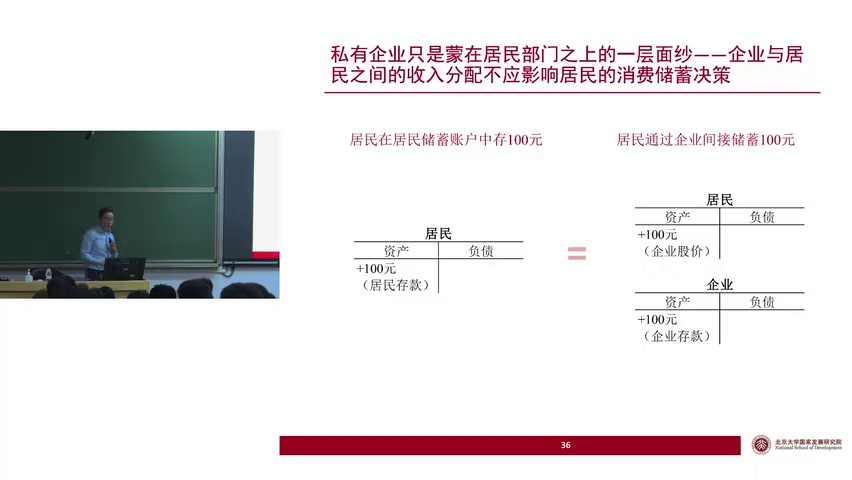 私有企业只是蒙在居民部门之上的一层面纱——企业与居
民之间的收入分配不应影响居民的消费储蓄决策
居民在居民储蓄账户中存100元
居民
资产 负债
+100元
（居民存款）
=
居民通过企业间接储蓄100元
居民
资产 负债
+100元
（企业股价）
企业
资产 负债
+100元
（企业存款）
36
北京大学国家发展研究院
National School of Development